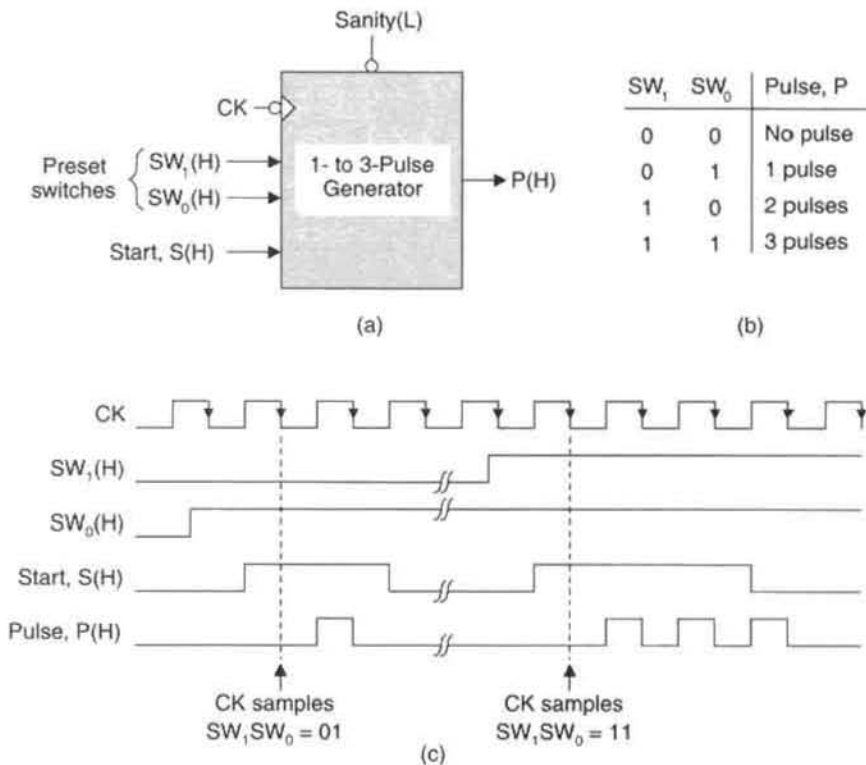 Sanity(L)
CK
Preset
switches
SW₁(H)
SW₀(H)
1- to 3-Pulse
Generator
P(H)
Start, S(H)
(a)
SW₁ SW₀ Pulse, P
0 0 No pulse
0 1 1 pulse
1 0 2 pulses
1 1 3 pulses
(b)
CK
SW₁(H)
SW₀(H)
Start, S(H)
Pulse, P(H)
CK samples
SW₁SW₀ = 01
CK samples
SW₁SW₀ = 11
(c)